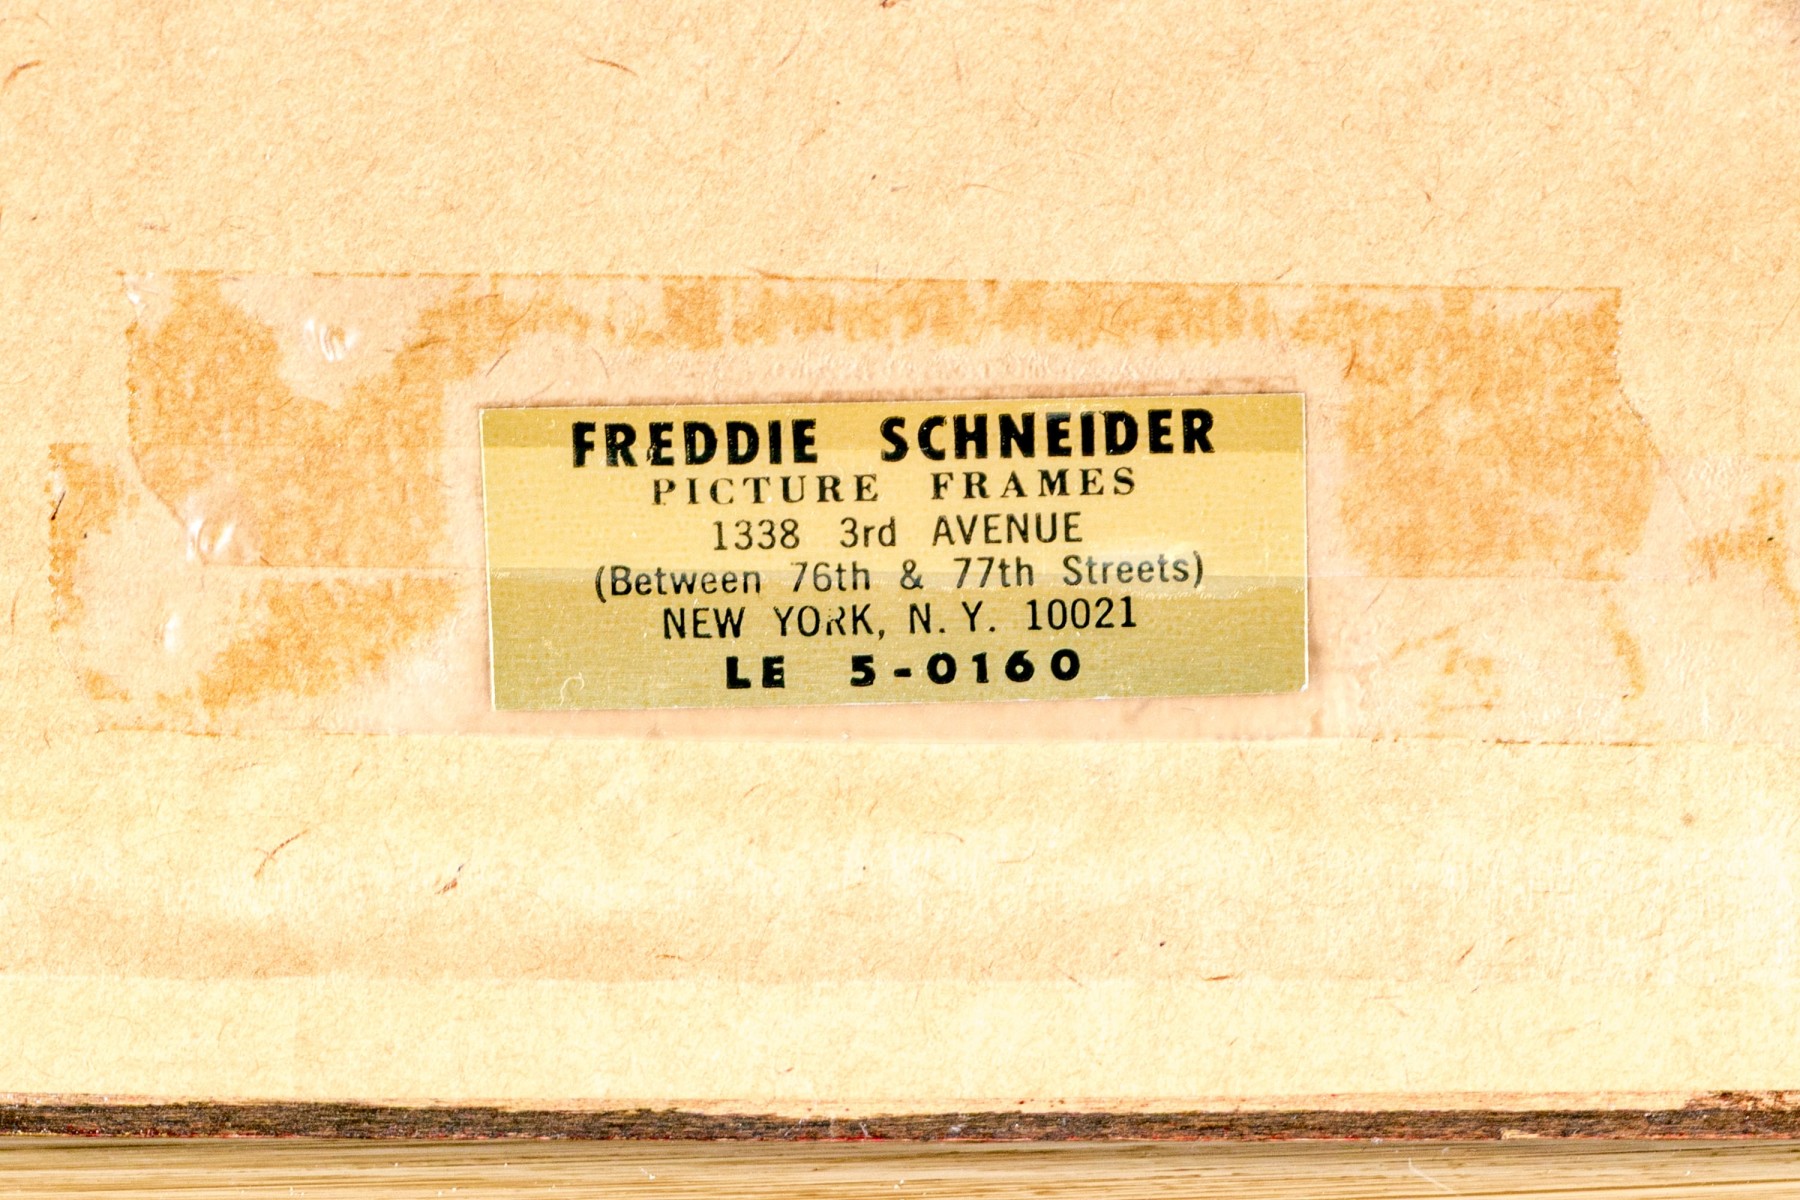 FREDDIE SCHNEIDER
PICTURE FRAMES
1338 3rd AVENUE
(Between 76th & 77th Streets)
NEW YORK, N. Y. 10021
LE 5-0160